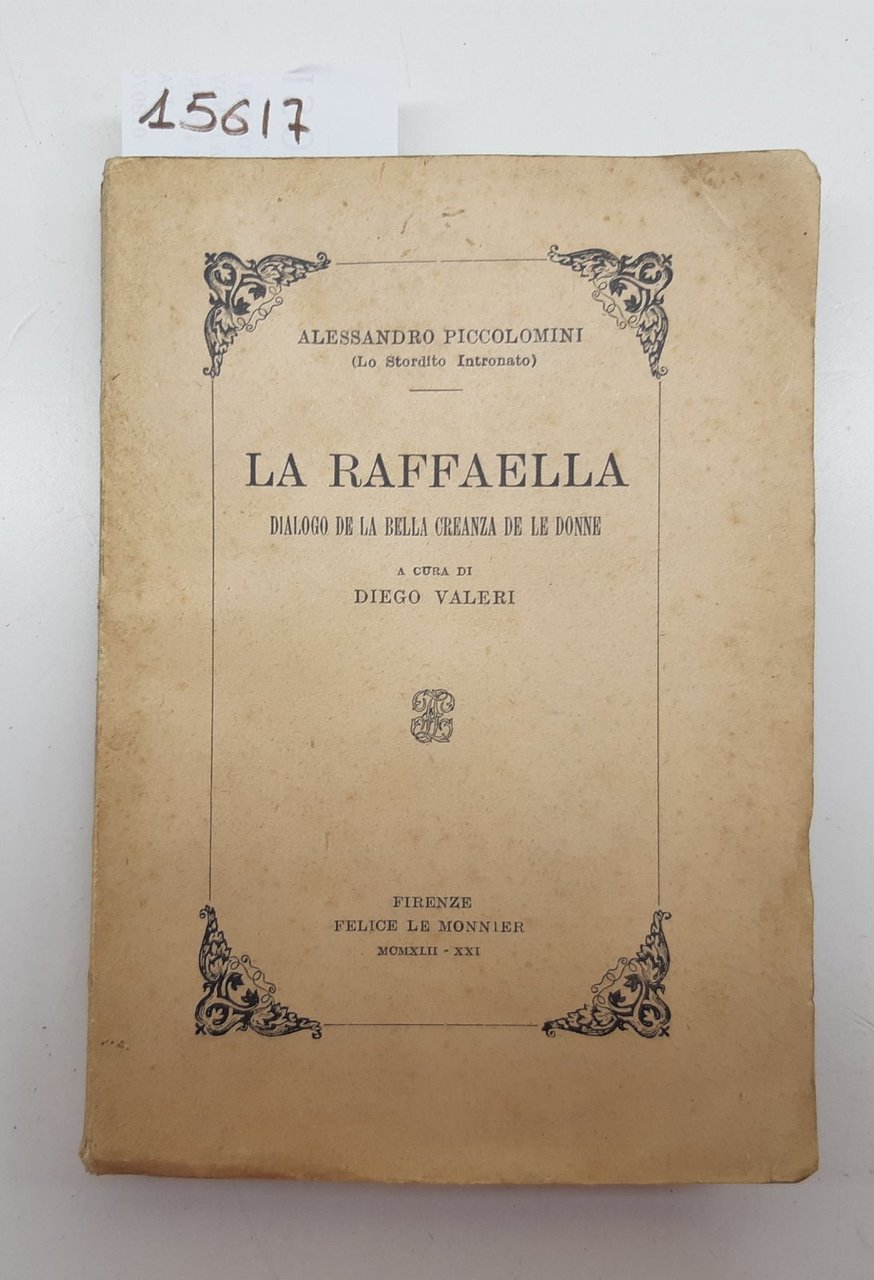 15617
ALESSANDRO PICCOLOMINI
(Lo Stordito Intronato)
LA RAFFAELLA
DIALOGO DE LA BELLA CREANZA DE LE DONNE
A CURA DI
DIEGO VALERI
FIRENZE
FELICE LE MONNIER
MCMXLII - XXI